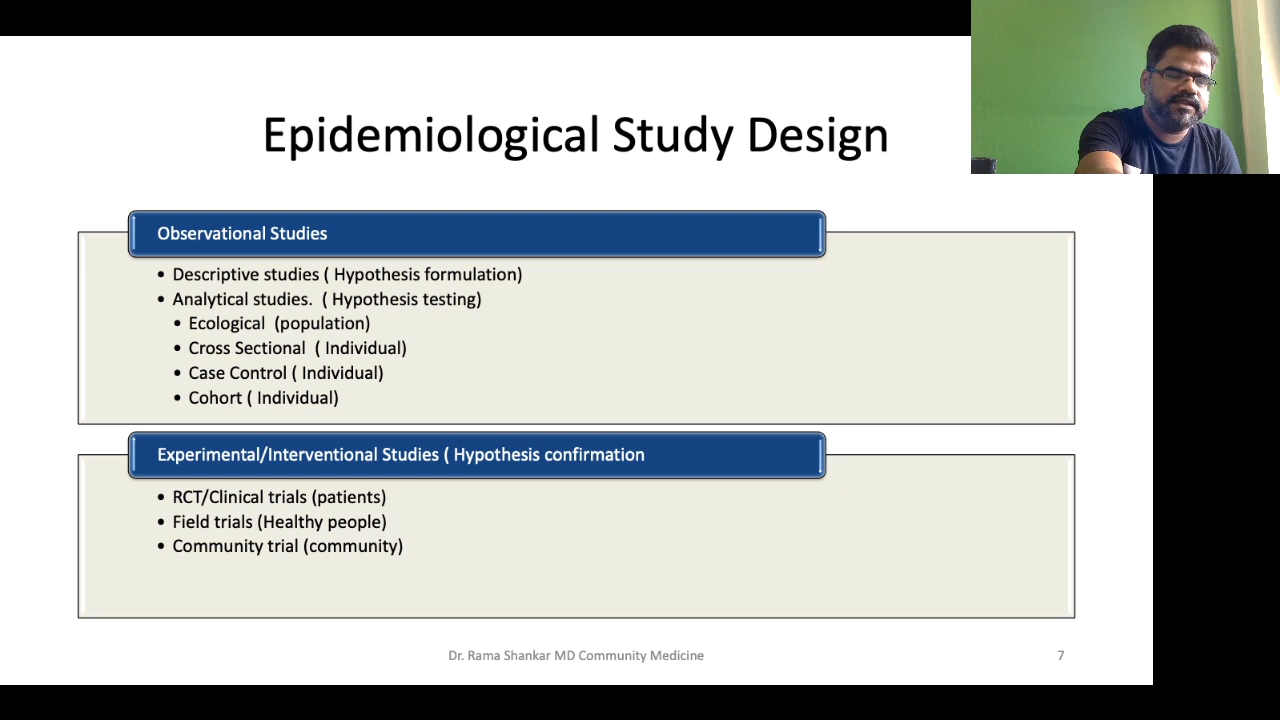 Epidemiological Study Design
Observational Studies
• Descriptive studies ( Hypothesis formulation)
• Analytical studies. ( Hypothesis testing)
• Ecological (population)
• Cross Sectional ( Individual)
• Case Control ( Individual)
• Cohort ( Individual)
Experimental/Interventional Studies ( Hypothesis confirmation
• RCT/Clinical trials (patients)
• Field trials (Healthy people)
• Community trial (community)
Dr. Rama Shankar MD Community Medicine
7